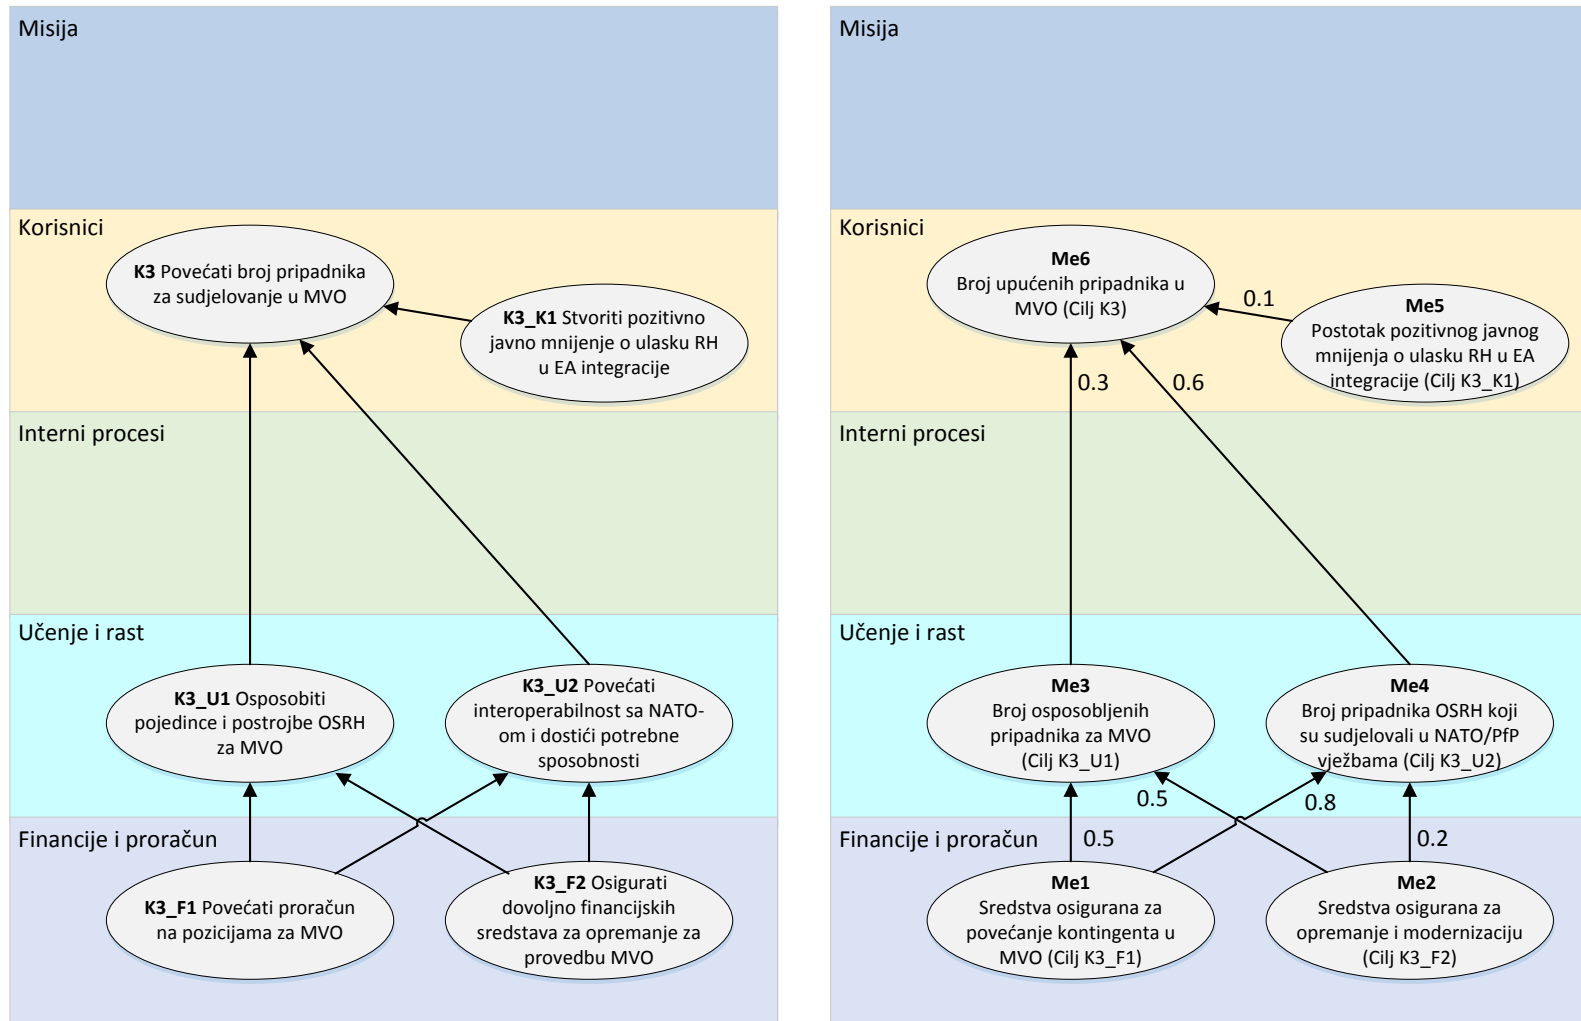 Misija
Korisnici
K3 Povećati broj pripadnika
za sudjelovanje u MVO
K3_K1 Stvoriti pozitivno
javno mnijenje o ulasku RH
u EA integracije
Interni procesi
Učenje i rast
K3_U1 Osposobiti
pojedince i postrojbe OSRH
za MVO
K3_U2 Povećati
interoperabilnost sa NATO-
om i dostići potrebne
sposobnosti
Financije i proračun
K3_F1 Povećati proračun
na pozicijama za MVO
K3_F2 Osigurati
dovoljno financijskih
sredstava za opremanje za
provedbu MVO
Misija
Korisnici
Me6
Broj upućenih pripadnika u
MVO (Cilj K3)
0.1
Me5
Postotak pozitivnog javnog
mnijenja o ulasku RH u EA
integracije (Cilj K3_K1)
0.3
0.6
Interni procesi
Učenje i rast
Me3
Broj osposobljenih
pripadnika za MVO
(Cilj K3_U1)
Me4
Broj pripadnika OSRH koji
su sudjelovali u NATO/PfP
vježbama (Cilj K3_U2)
0.5
0.8
Financije i proračun
0.5
0.2
Me1
Sredstva osigurana za
povećanje kontingenta u
MVO (Cilj K3_F1)
Me2
Sredstva osigurana za
opremanje i modernizaciju
(Cilj K3_F2)